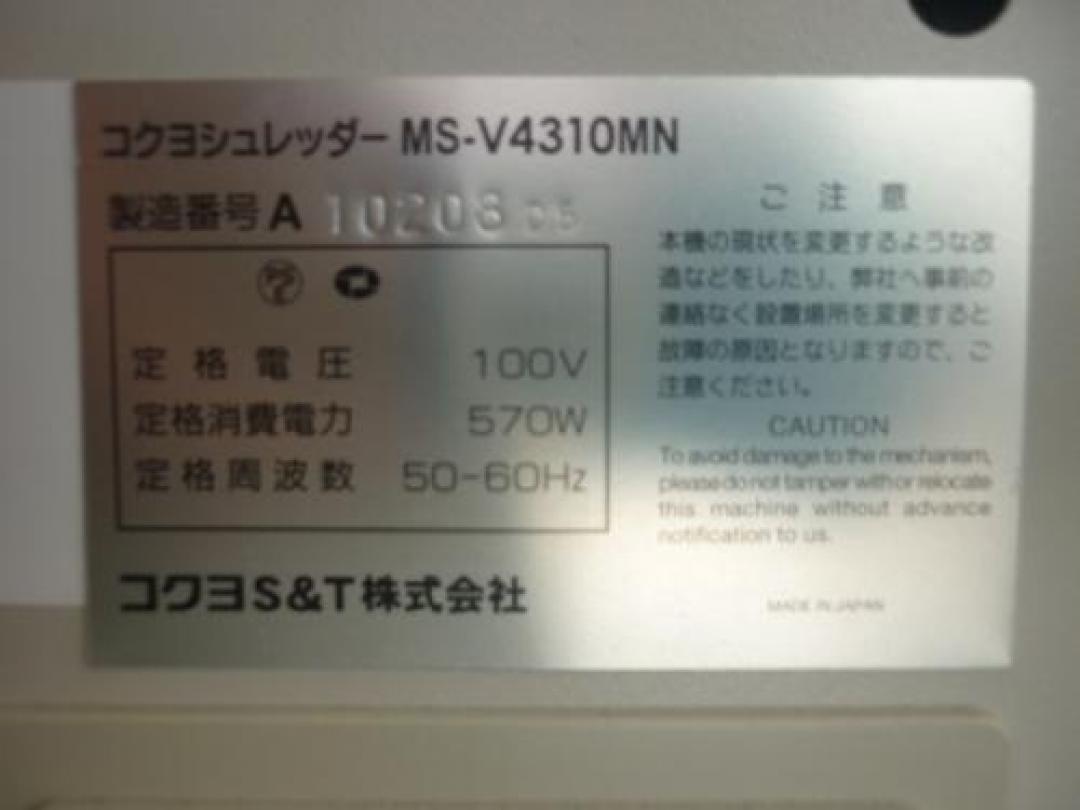 コクヨシュレッダー MS-V4310MN
製造番号 A 10208
定格電圧 100V
定格消費電力 570W
定格周波数 50-60Hz
コクヨS&T株式会社
ご注意
本機の現状を変更するような改
造などをしたり、弊社へ事前の
連絡なく設置場所を変更すると
故障の原因となりますので、ご
注意ください。
CAUTION
To avoid damage to the mechanism,
please do not tamper with or relocate
this machine without advance
notification to us.
MADE IN JAPAN